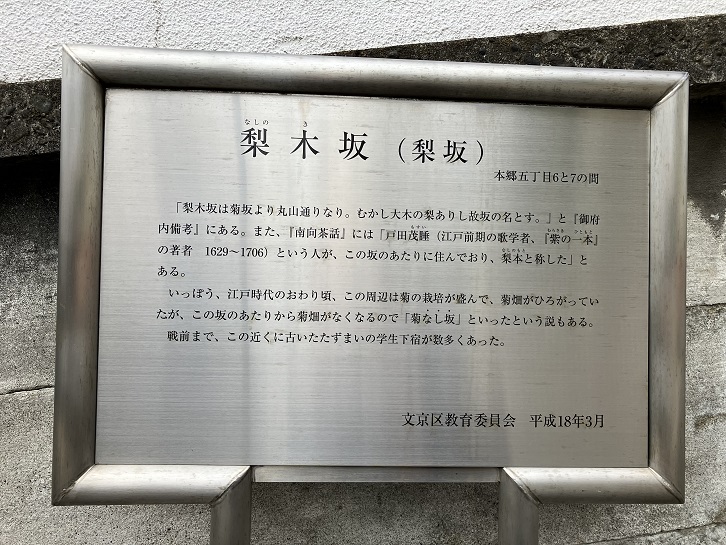 なしの き
梨木坂(梨坂)
本郷五丁目6と7の間
「梨木坂は菊坂より丸山通りなり。むかし大木の梨ありし故坂の名とす。」と『御府
内備考』にある。また、『南向茶話』には「戸田茂睡(江戸前期の歌学者、『紫の一本』
の著者 1629〜1706)という人が、この坂のあたりに住んでおり、梨本と称した」と
ある。
いっぽう、江戸時代のおわり頃、この周辺は菊の栽培が盛んで、菊畑がひろがってい
たが、この坂のあたりから菊畑がなくなるので「菊なし坂」といったという説もある。
戦前まで、この近くに古いたたずまいの学生下宿が数多くあった。
文京区教育委員会 平成18年3月